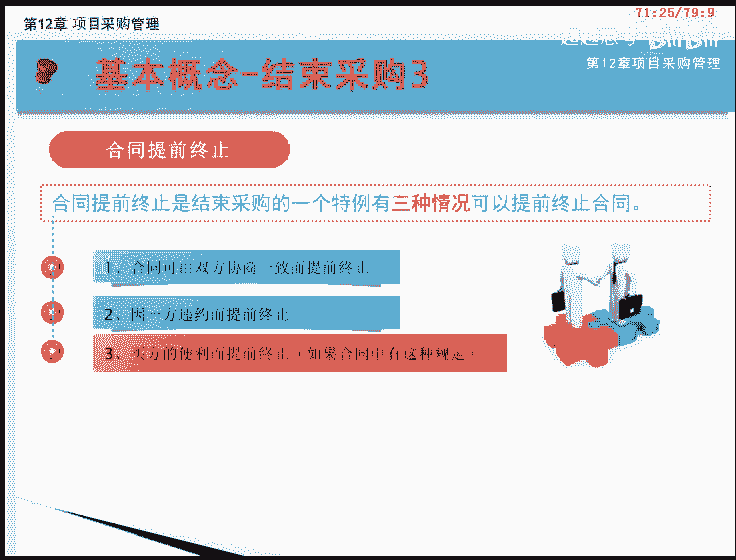 第12章 项目采购管理
71:25/79:9
第12章项目采购管理
基本概念-结束采购3
合同提前终止
合同提前终止是结束采购的一个特例有三种情况可以提前终止合同。
1、合同可由双方协商一致而提前终止
2、因一方违约而提前终止
3、买方的便利而提前终止，如果合同中有这种规定。